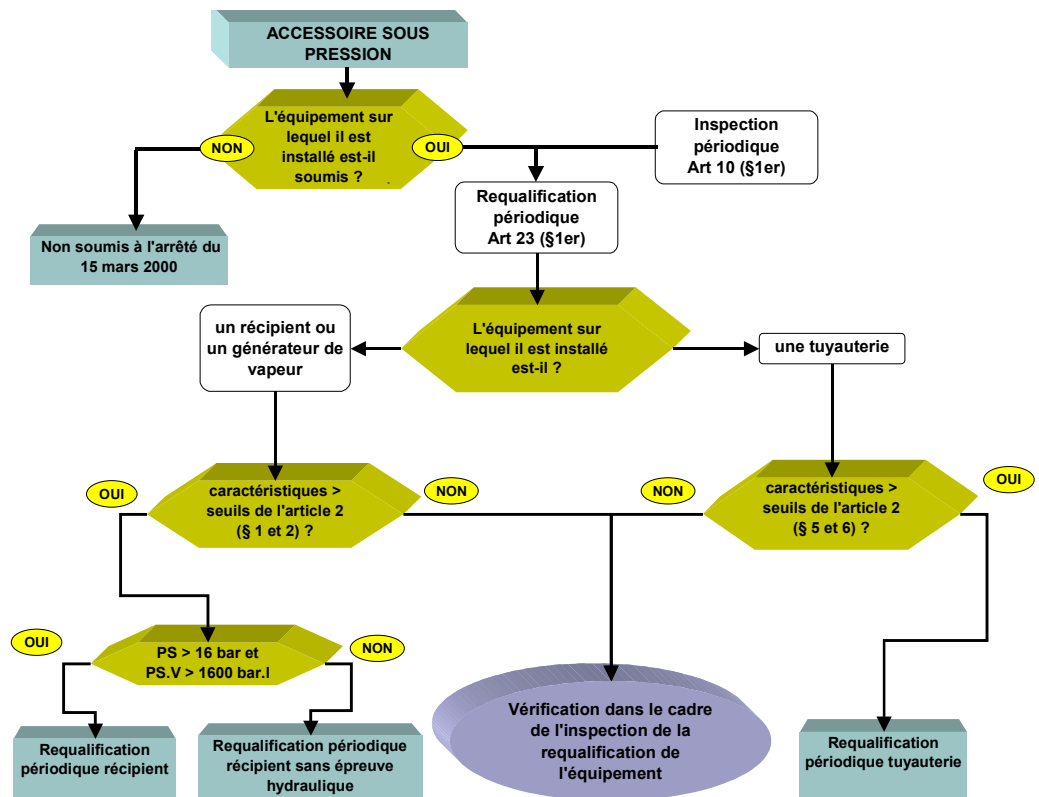 ACCESSOIRE SOUS
PRESSION
L'équipement sur
lequel il est
installé est-il
soumis ?
NON
OUI
Inspection
périodique
Art 10 (§1er)
Requalification
périodique
Art 23 (§1er)
Non soumis à l'arrêté du
15 mars 2000
un récipient ou
un générateur de
vapeur
L'équipement sur
lequel il est installé
est-il ?
une tuyauterie
OUI
caractéristiques >
seuils de l'article 2
(§ 1 et 2) ?
NON
NON
caractéristiques >
seuils de l'article 2
(§ 5 et 6) ?
OUI
OUI
PS > 16 bar et
PS.V > 1600 bar.l
NON
Requalification
périodique récipient
Requalification périodique
récipient sans épreuve
hydraulique
Vérification dans le cadre
de l'inspection de la
requalification de
l'équipement
Requalification
périodique tuyauterie